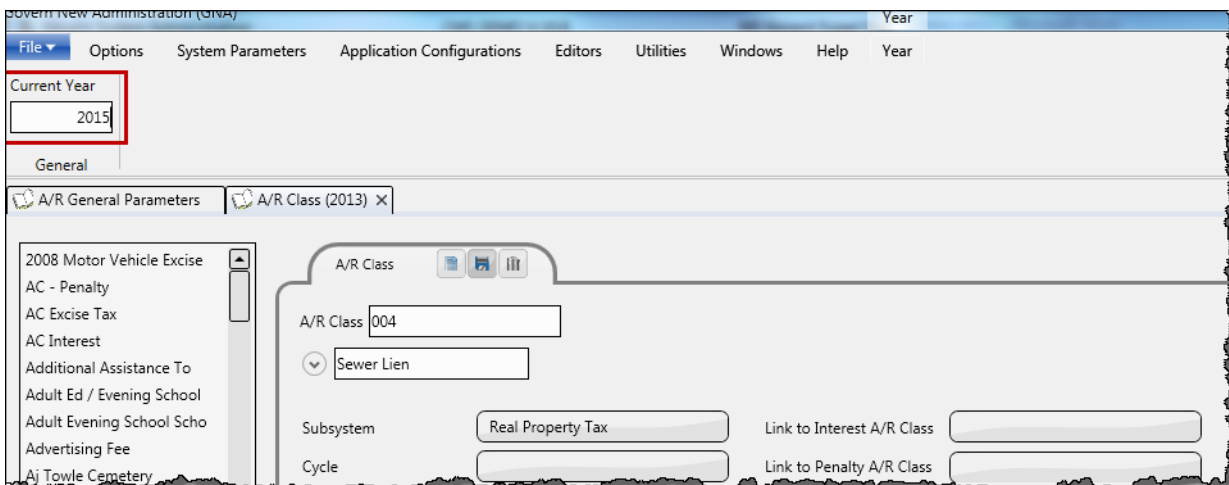 Govern New Administration (GNA)
Year
File Options System Parameters Application Configurations Editors Utilities Windows Help Year
Current Year
2015
General
A/R General Parameters A/R Class (2013)
2008 Motor Vehicle Excise
AC - Penalty
AC Excise Tax
AC Interest
Additional Assistance To
Adult Ed / Evening School
Adult Evening School Scho
Advertising Fee
Aj Towle Cemetery
A/R Class
A/R Class 004
Sewer Lien
Subsystem Real Property Tax Link to Interest A/R Class
Cycle Link to Penalty A/R Class